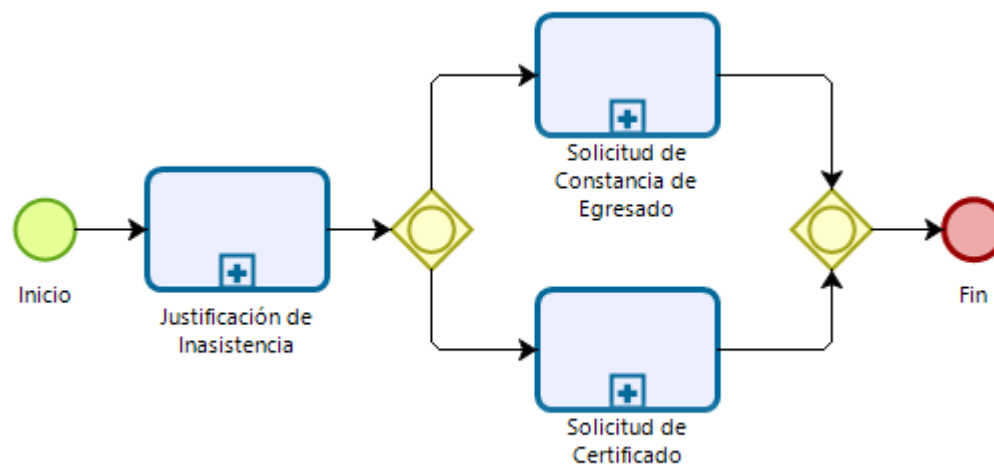 Inicio
Justificación de
Inasistencia
Solicitud de
Constancia de
Egresado
Solicitud de
Certificado
Fin